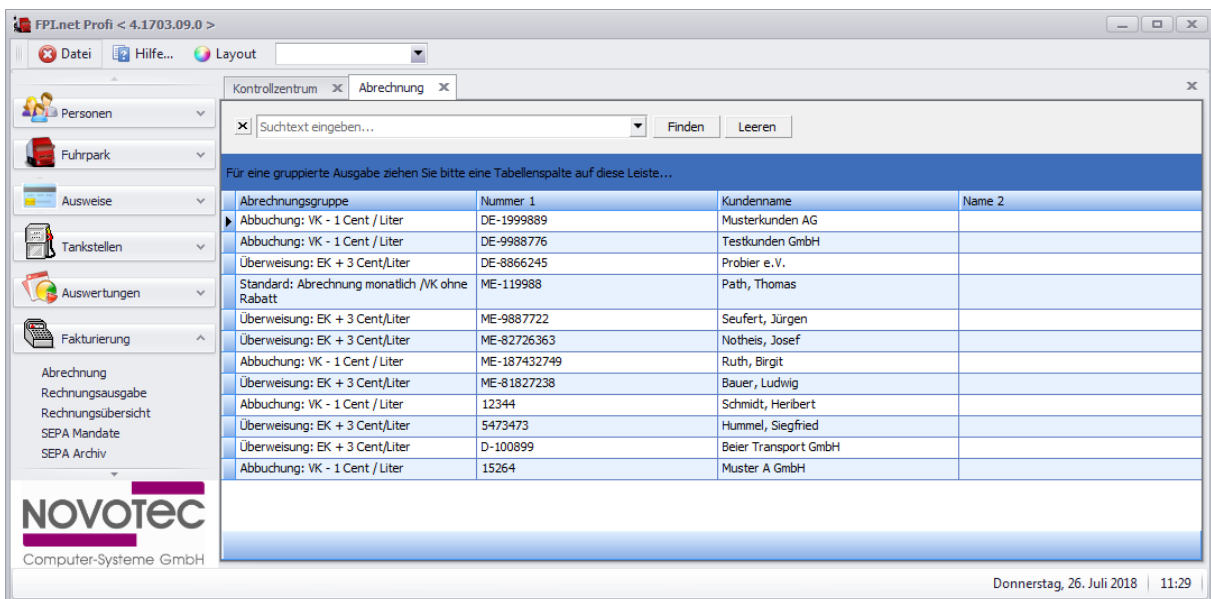 FPI.net Profi < 4.1703.09.0 >
Datei Hilfe... Layout
Kontrollzentrum Abrechnung
Personen
Fuhrpark
Ausweise
Tankstellen
Auswertungen
Fakturierung
Abrechnung
Rechnungsausgabe
Rechnungsübersicht
SEPA Mandate
SEPA Archiv
NOVOTEC
Computer-Systeme GmbH
Suchtext eingeben... Finden Leeren
Für eine gruppierte Ausgabe ziehen Sie bitte eine Tabellenspalte auf diese Leiste...
Abrechnungsgruppe Nummer 1 Kundenname Name 2
Abbuchung: VK - 1 Cent / Liter DE-1999889 Musterkunden AG
Abbuchung: VK - 1 Cent / Liter DE-9988776 Testkunden GmbH
Überweisung: EK + 3 Cent/Liter DE-8866245 Probier e.V.
Standard: Abrechnung monatlich /VK ohne ME-119988 Path, Thomas
Rabatt
Überweisung: EK + 3 Cent/Liter ME-9887722 Seufert, Jürgen
Überweisung: EK + 3 Cent/Liter ME-82726363 Notheis, Josef
Abbuchung: VK - 1 Cent / Liter ME-187432749 Ruth, Birgit
Überweisung: EK + 3 Cent/Liter ME-81827238 Bauer, Ludwig
Abbuchung: VK - 1 Cent / Liter 12344 Schmidt, Heribert
Überweisung: EK + 3 Cent/Liter 5473473 Hummel, Siegfried
Überweisung: EK + 3 Cent/Liter D-100899 Beier Transport GmbH
Abbuchung: VK - 1 Cent / Liter 15264 Muster A GmbH
Donnerstag, 26. Juli 2018 11:29